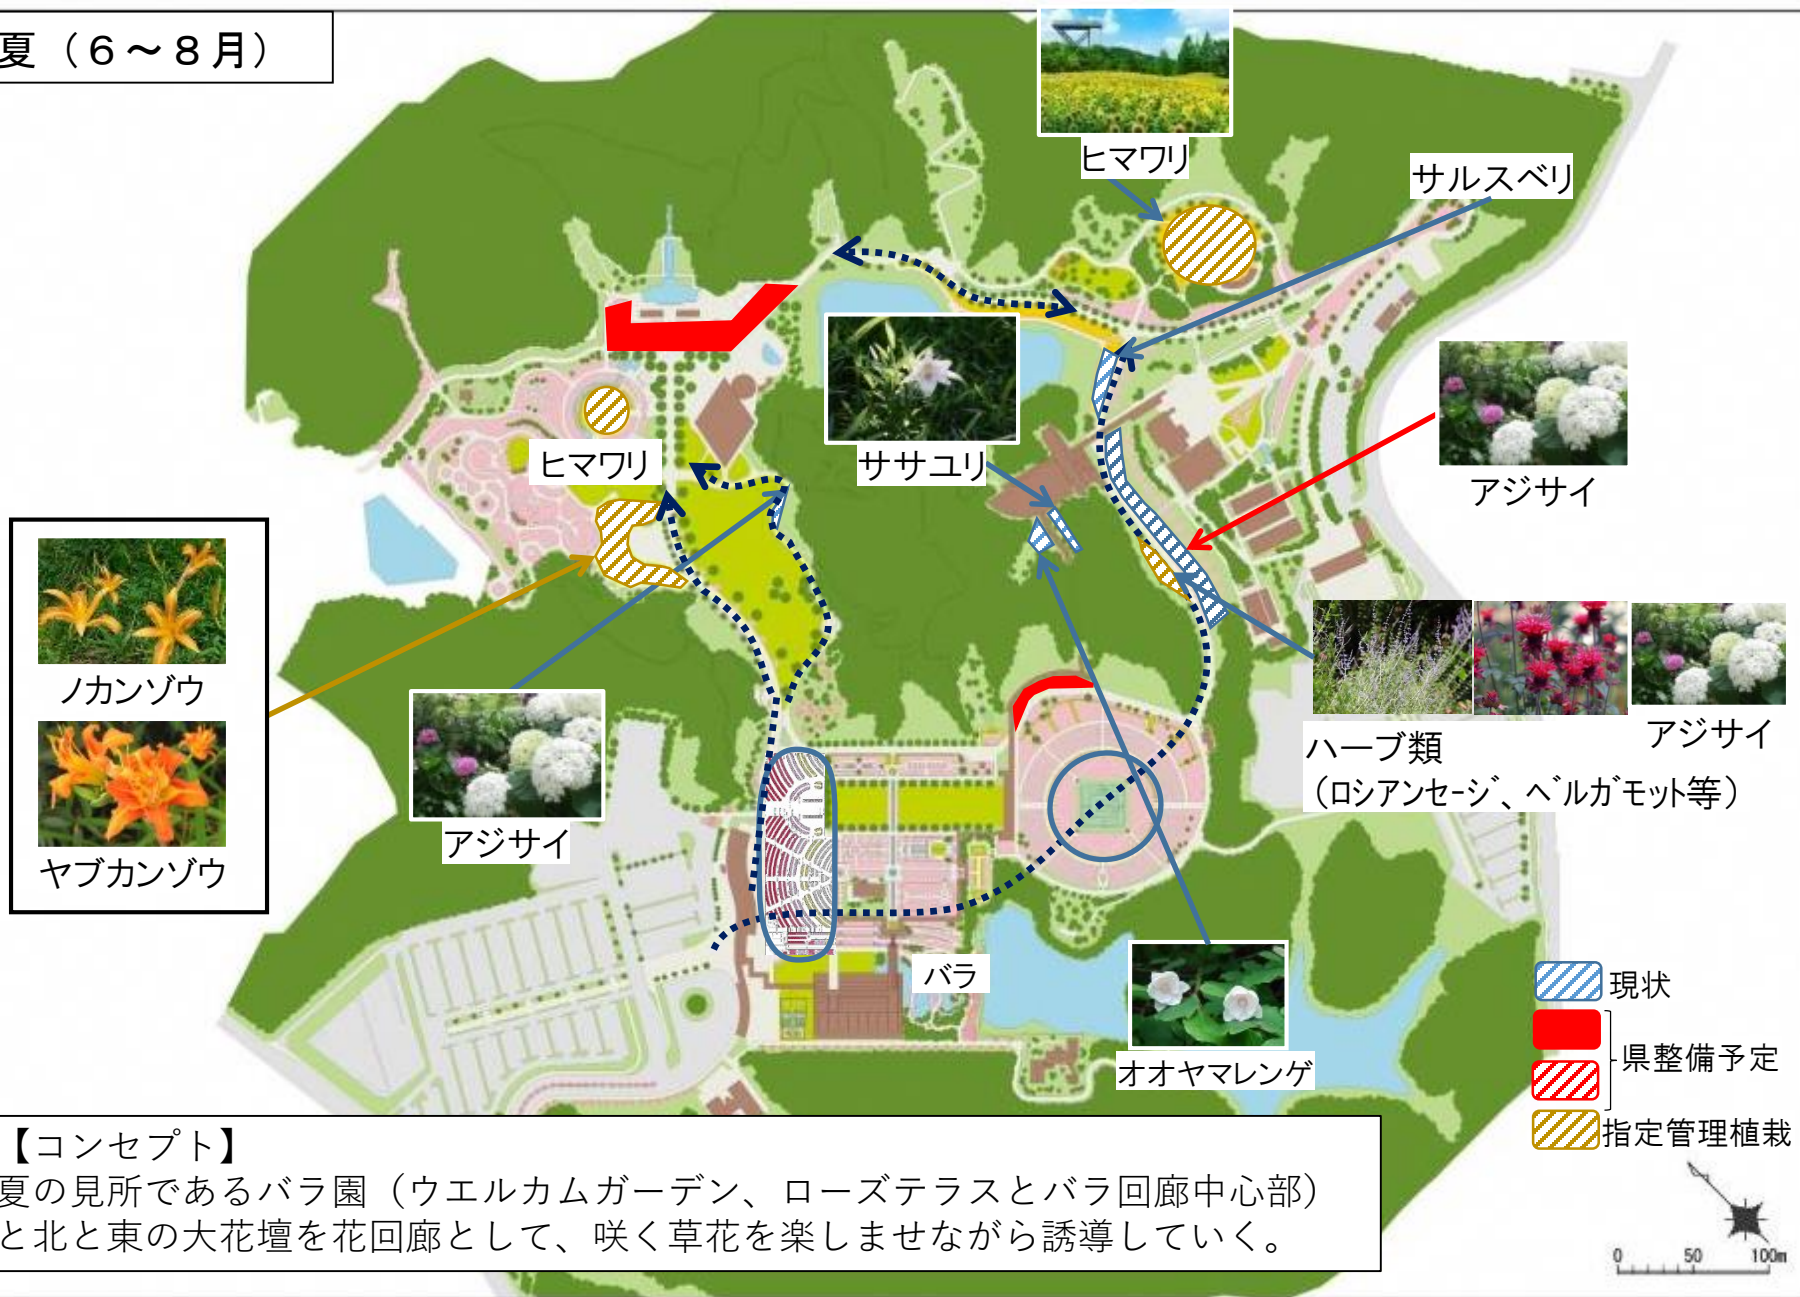 夏（６～８月）
ヒマワリ
サルスベリ
ヒマワリ
ササユリ
アジサイ
ノカンゾウ
ヤブカンゾウ
アジサイ
ハーブ類
（ロシアンセージ、ベルガモット等）
アジサイ
バラ
オオヤマレンゲ
現状
県整備予定
指定管理植栽
【コンセプト】
夏の見所であるバラ園（ウエルカムガーデン、ローズテラスとバラ回廊中心部）
と北と東の大花壇を花回廊として、咲く草花を楽しませながら誘導していく。
0 50 100m